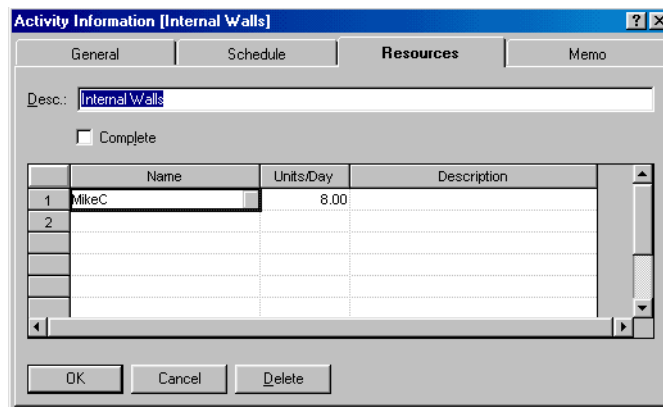 Activity Information [Internal Walls]
General Schedule Resources Memo
Desc.: Internal Walls
Complete
Name Units/Day Description
1 MikeC 8.00
2
OK Cancel Delete